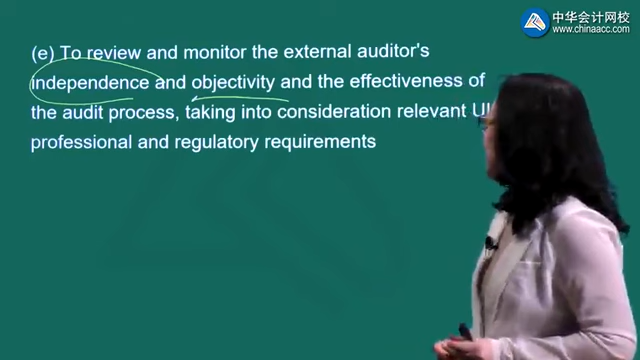 中华会计网校
www.chinaacc.com
(e) To review and monitor the external auditor's
independence and objectivity and the effectiveness of
the audit process, taking into consideration relevant
professional and regulatory requirements